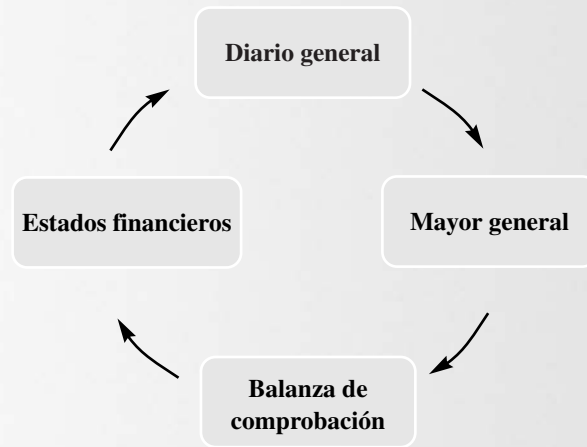 Diario general
Estados financieros
Mayor general
Balanza de
comprobación